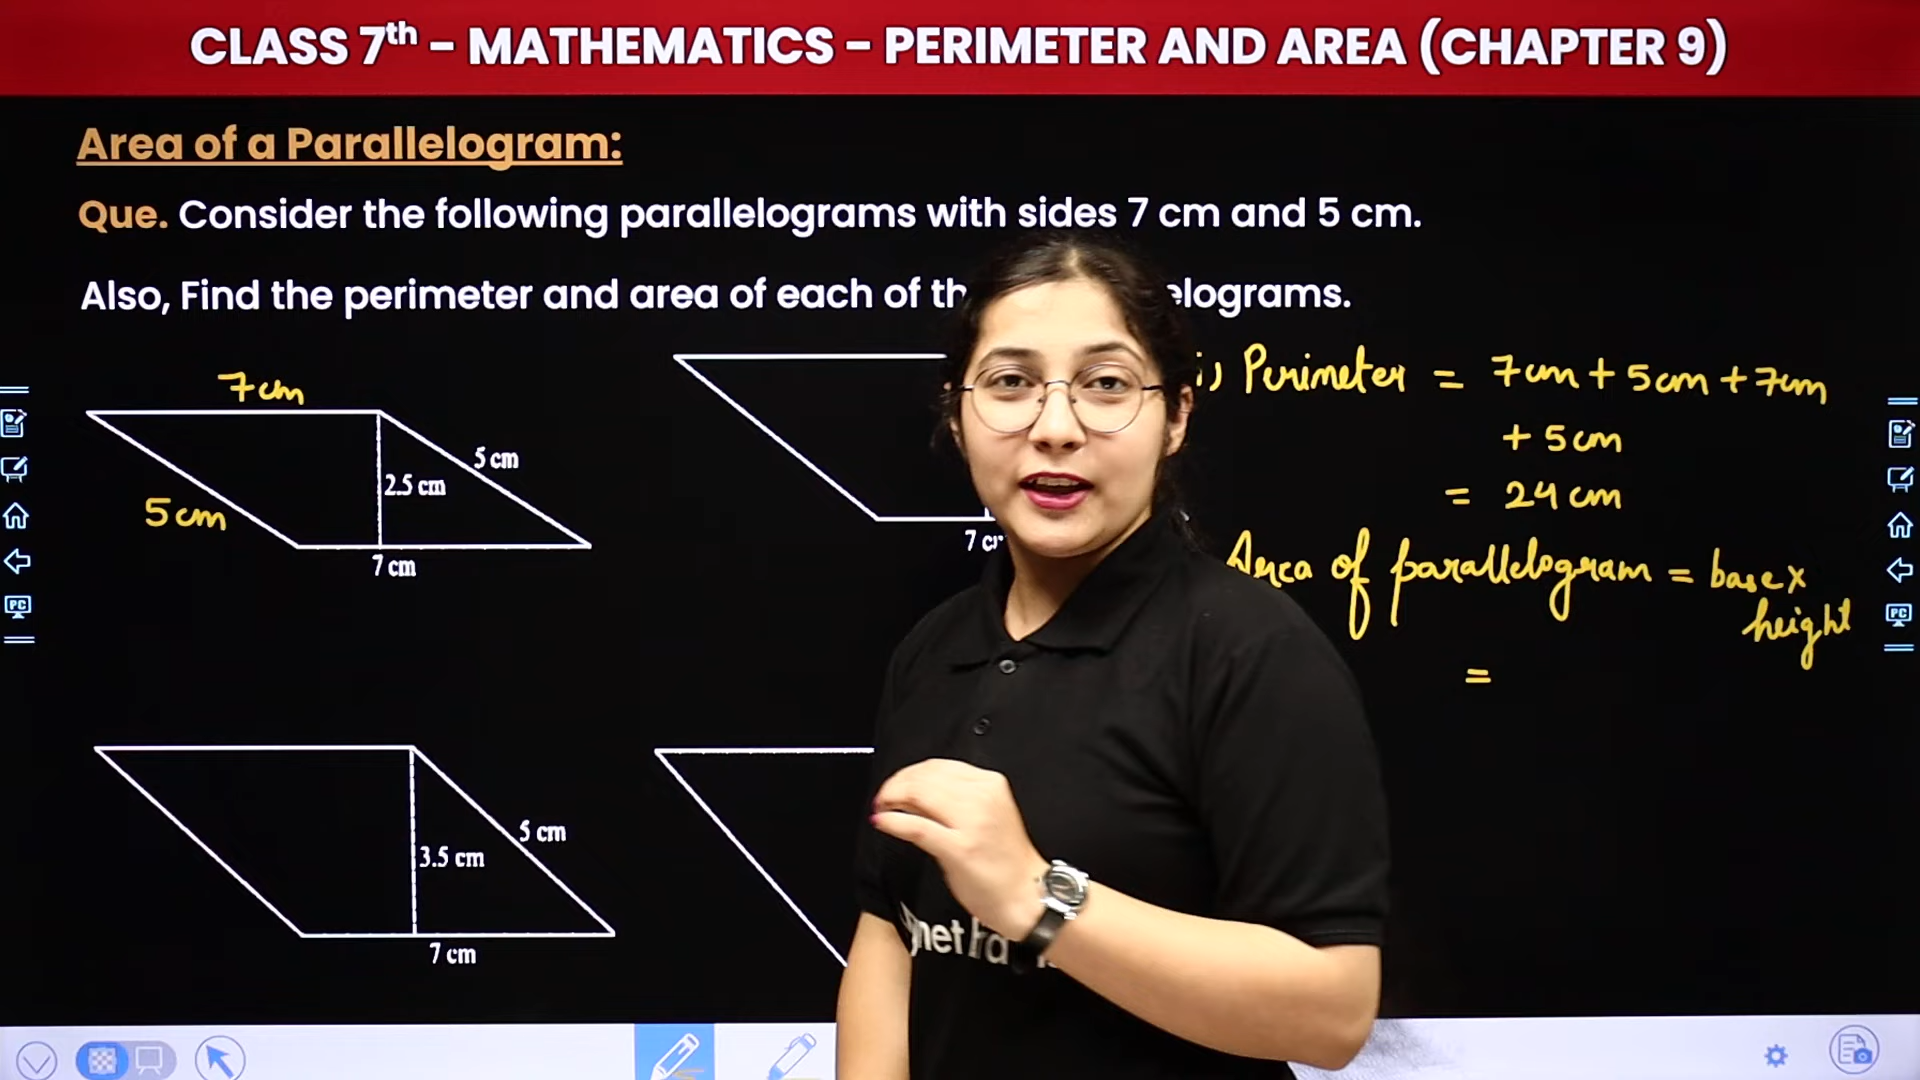 CLASS 7th - MATHEMATICS - PERIMETER AND AREA (CHAPTER 9)
Area of a Parallelogram:
Que. Consider the following parallelograms with sides 7 cm and 5 cm.
Also, Find the perimeter and area of each of th elograms.
7cm
5 cm
2.5 cm
5cm
7 cm
7 c
i) Perimeter = 7cm + 5cm + 7cm
+ 5cm
= 24 cm
Area of parallelogram = base x
height
=
5 cm
3.5 cm
7 cm
PC
PC